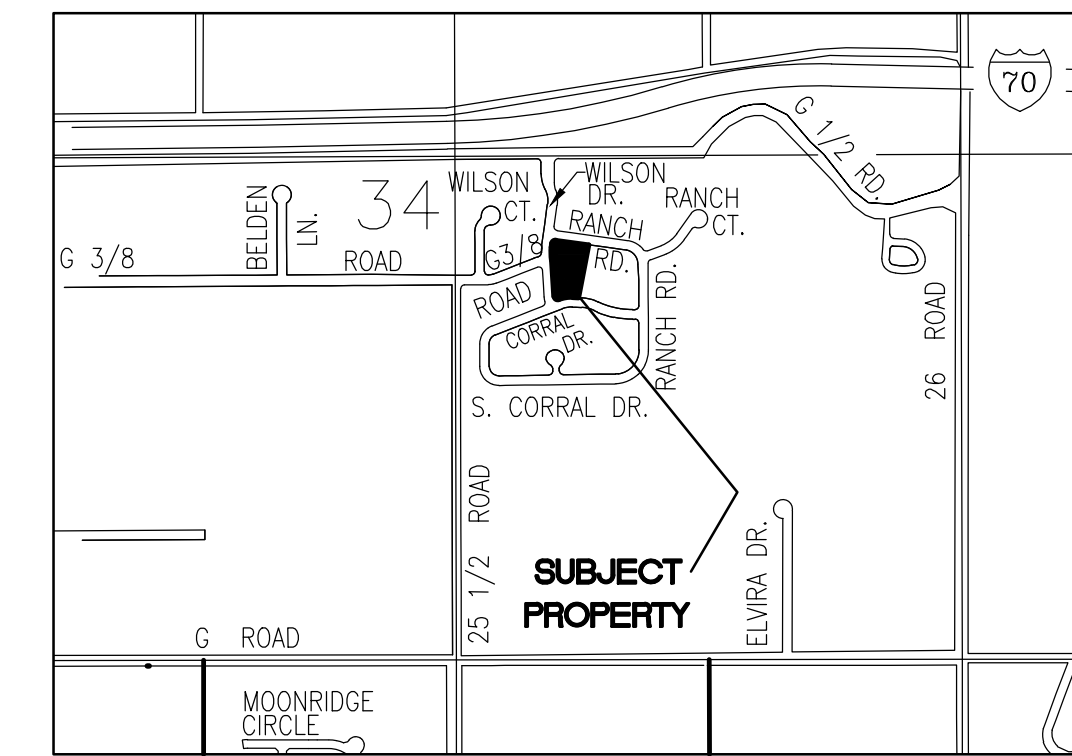 70
G 1/2 RD.
34
WILSON
CT.
WILSON
DR.
RANCH
CT.
BELDEN
LN.
RANCH
RD.
G 3/8
ROAD
G3/8
ROAD
RANCH RD.
CORRAL
DR.
S. CORRAL DR.
26 ROAD
25 1/2 ROAD
SUBJECT
PROPERTY
ELVIRA DR.
G ROAD
MOONRIDGE
CIRCLE